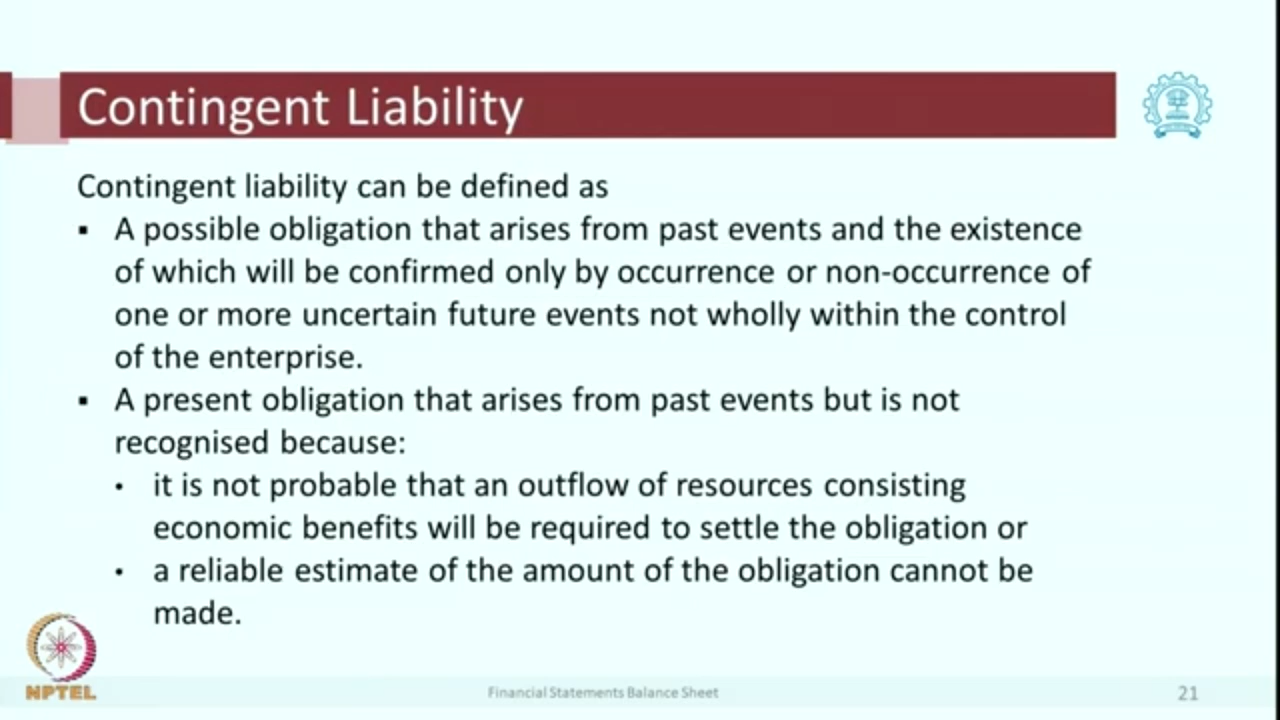 Contingent Liability
Contingent liability can be defined as
▪ A possible obligation that arises from past events and the existence
of which will be confirmed only by occurrence or non-occurrence of
one or more uncertain future events not wholly within the control
of the enterprise.
▪ A present obligation that arises from past events but is not
recognised because:
• it is not probable that an outflow of resources consisting
economic benefits will be required to settle the obligation or
• a reliable estimate of the amount of the obligation cannot be
made.
NPTEL
Financial Statements Balance Sheet
21